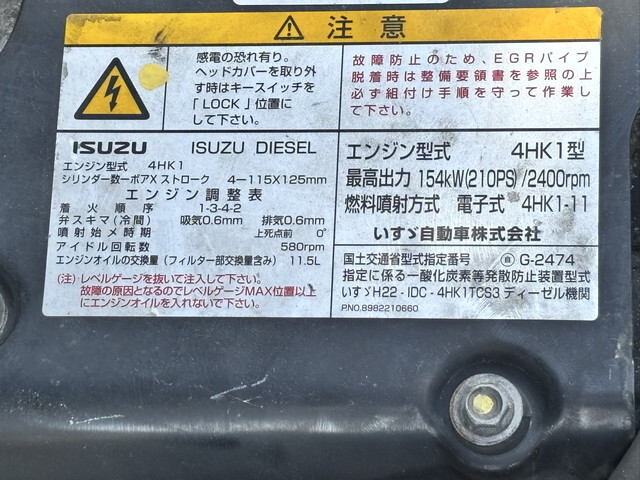 注意
感電の恐れ有り。
ヘッドカバーを取り外
す時はキースイッチを
「LOCK」位置に
して下さい。
故障防止のため、EGRパイプ
脱着時は整備要領書を参照の上
必ず組付け手順を守って作業し
て下さい。
ISUZU ISUZU DIESEL
エンジン型式 4HK1
シリンダー数ーボアXストローク 4ー115X125mm
エンジン調整表
着火順序 1-3-4-2
弁スキマ(冷間) 吸気0.6mm 排気0.6mm
噴射始メ時期 上死点前 0°
アイドル回転数 580rpm
エンジンオイルの交換量(フィルター部交換量含み) 11.5L
(注)・レベルゲージを抜いて注入して下さい。
故障の原因となるのでレベルゲージMAX位置以上
にエンジンオイルを入れないで下さい。
エンジン型式 4HK1型
最高出力 154kW(210PS)/2400rpm
燃料噴射方式 電子式 4HK1-11
いすゞ自動車株式会社
国土交通省型式指定番号 G-2474
指定に係る一酸化炭素等発散防止装置型式
いすゞH22-IDC-4HK1TCS3 ディーゼル機関
P.NO.8982210660